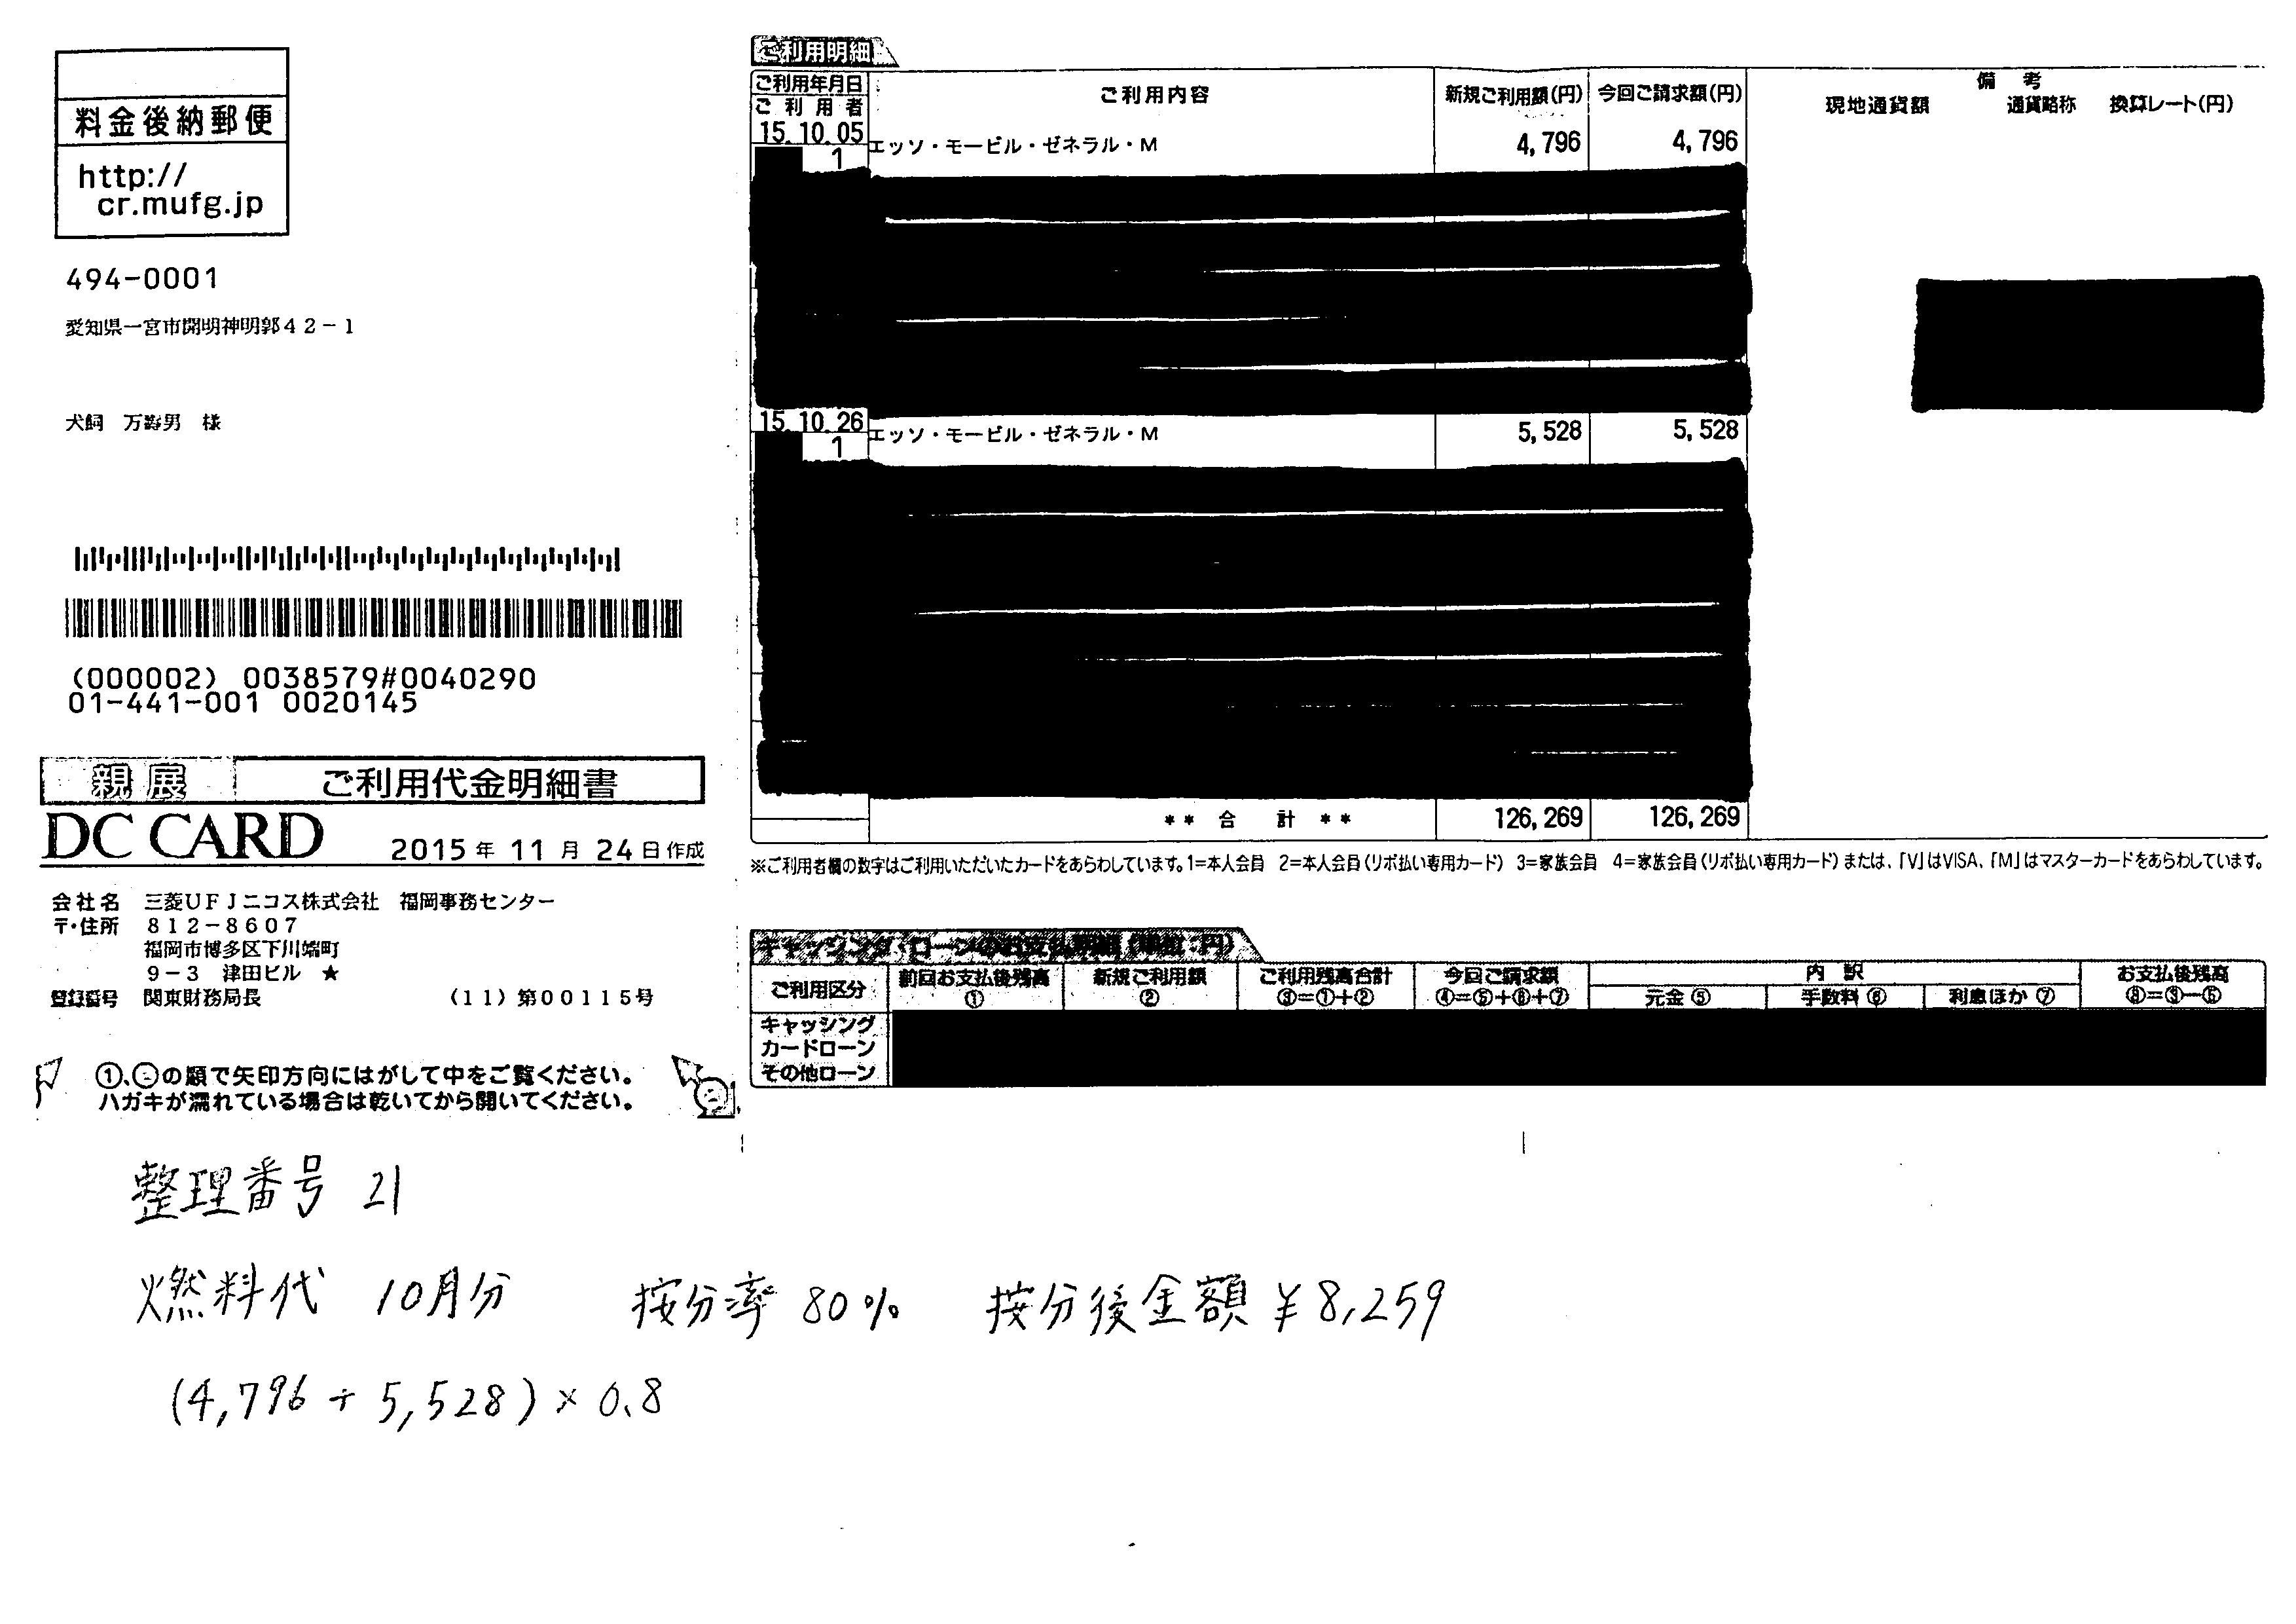 料金後納郵便
http://
cr.mufg.jp
494-0001
愛知県一宮市開明神明郭42-1
犬飼 万壽男 様
(000002) 0038579#0040290
01-441-001 0020145
親展 ご利用代金明細書
DC CARD 2015年 11月 24日作成
会社名 三菱UFJニコス株式会社 福岡事務センター
〒・住所 812-8607
福岡市博多区下川端町
9-3 津田ビル ★
登録番号 関東財務局長 (11)第00115号
①、②の順で矢印方向にはがして中をご覧ください。
ハガキが濡れている場合は乾いてから開いてください。
ご利用明細
ご利用年月日 ご利用者 ご利用内容 新規ご利用額(円) 今回ご請求額(円) 備考
現地通貨額 通貨略称 換算レート(円)
15.10.05 1 エッソ・モービル・ゼネラル・M 4,796 4,796
15.10.26 1 エッソ・モービル・ゼネラル・M 5,528 5,528
** 合 計 ** 126,269 126,269
※ご利用者欄の数字はご利用いただいたカードをあらわしています。1=本人会員 2=本人会員(リボ払い専用カード) 3=家族会員 4=家族会員(リボ払い専用カード)または、「V」はVISA、「M」はマスターカードをあらわしています。
キャッシング・ローンのお支払明細(単位:円)
ご利用区分 前回お支払後残高① 新規ご利用額② ご利用残高合計③=①+② 今回ご請求額④=⑤+⑥+⑦ 内訳 お支払後残高⑧=③-⑤
元金⑤ 手数料⑥ 利息ほか⑦
キャッシング
カードローン
その他ローン
整理番号 21
燃料代 10月分 按分率 80% 按分後金額 ¥8,259
(4,796 + 5,528) × 0.8